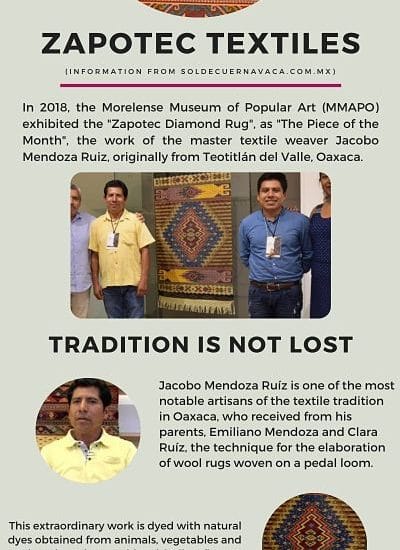 ZAPOTEC TEXTILES
(INFORMATION FROM SOLDECUERNAVACA.COM.MX)
In 2018, the Morelense Museum of Popular Art (MMAPO)
exhibited the "Zapotec Diamond Rug", as "The Piece of the
Month", the work of the master textile weaver Jacobo
Mendoza Ruiz, originally from Teotitlán del Valle, Oaxaca.
TRADITION IS NOT LOST
Jacobo Mendoza Ruíz is one of the most
notable artisans of the textile tradition
in Oaxaca, who received from his
parents, Emiliano Mendoza and Clara
Ruíz, the technique for the elaboration
of wool rugs woven on a pedal loom.
This extraordinary work is dyed with natural
dyes obtained from animals, vegetables and